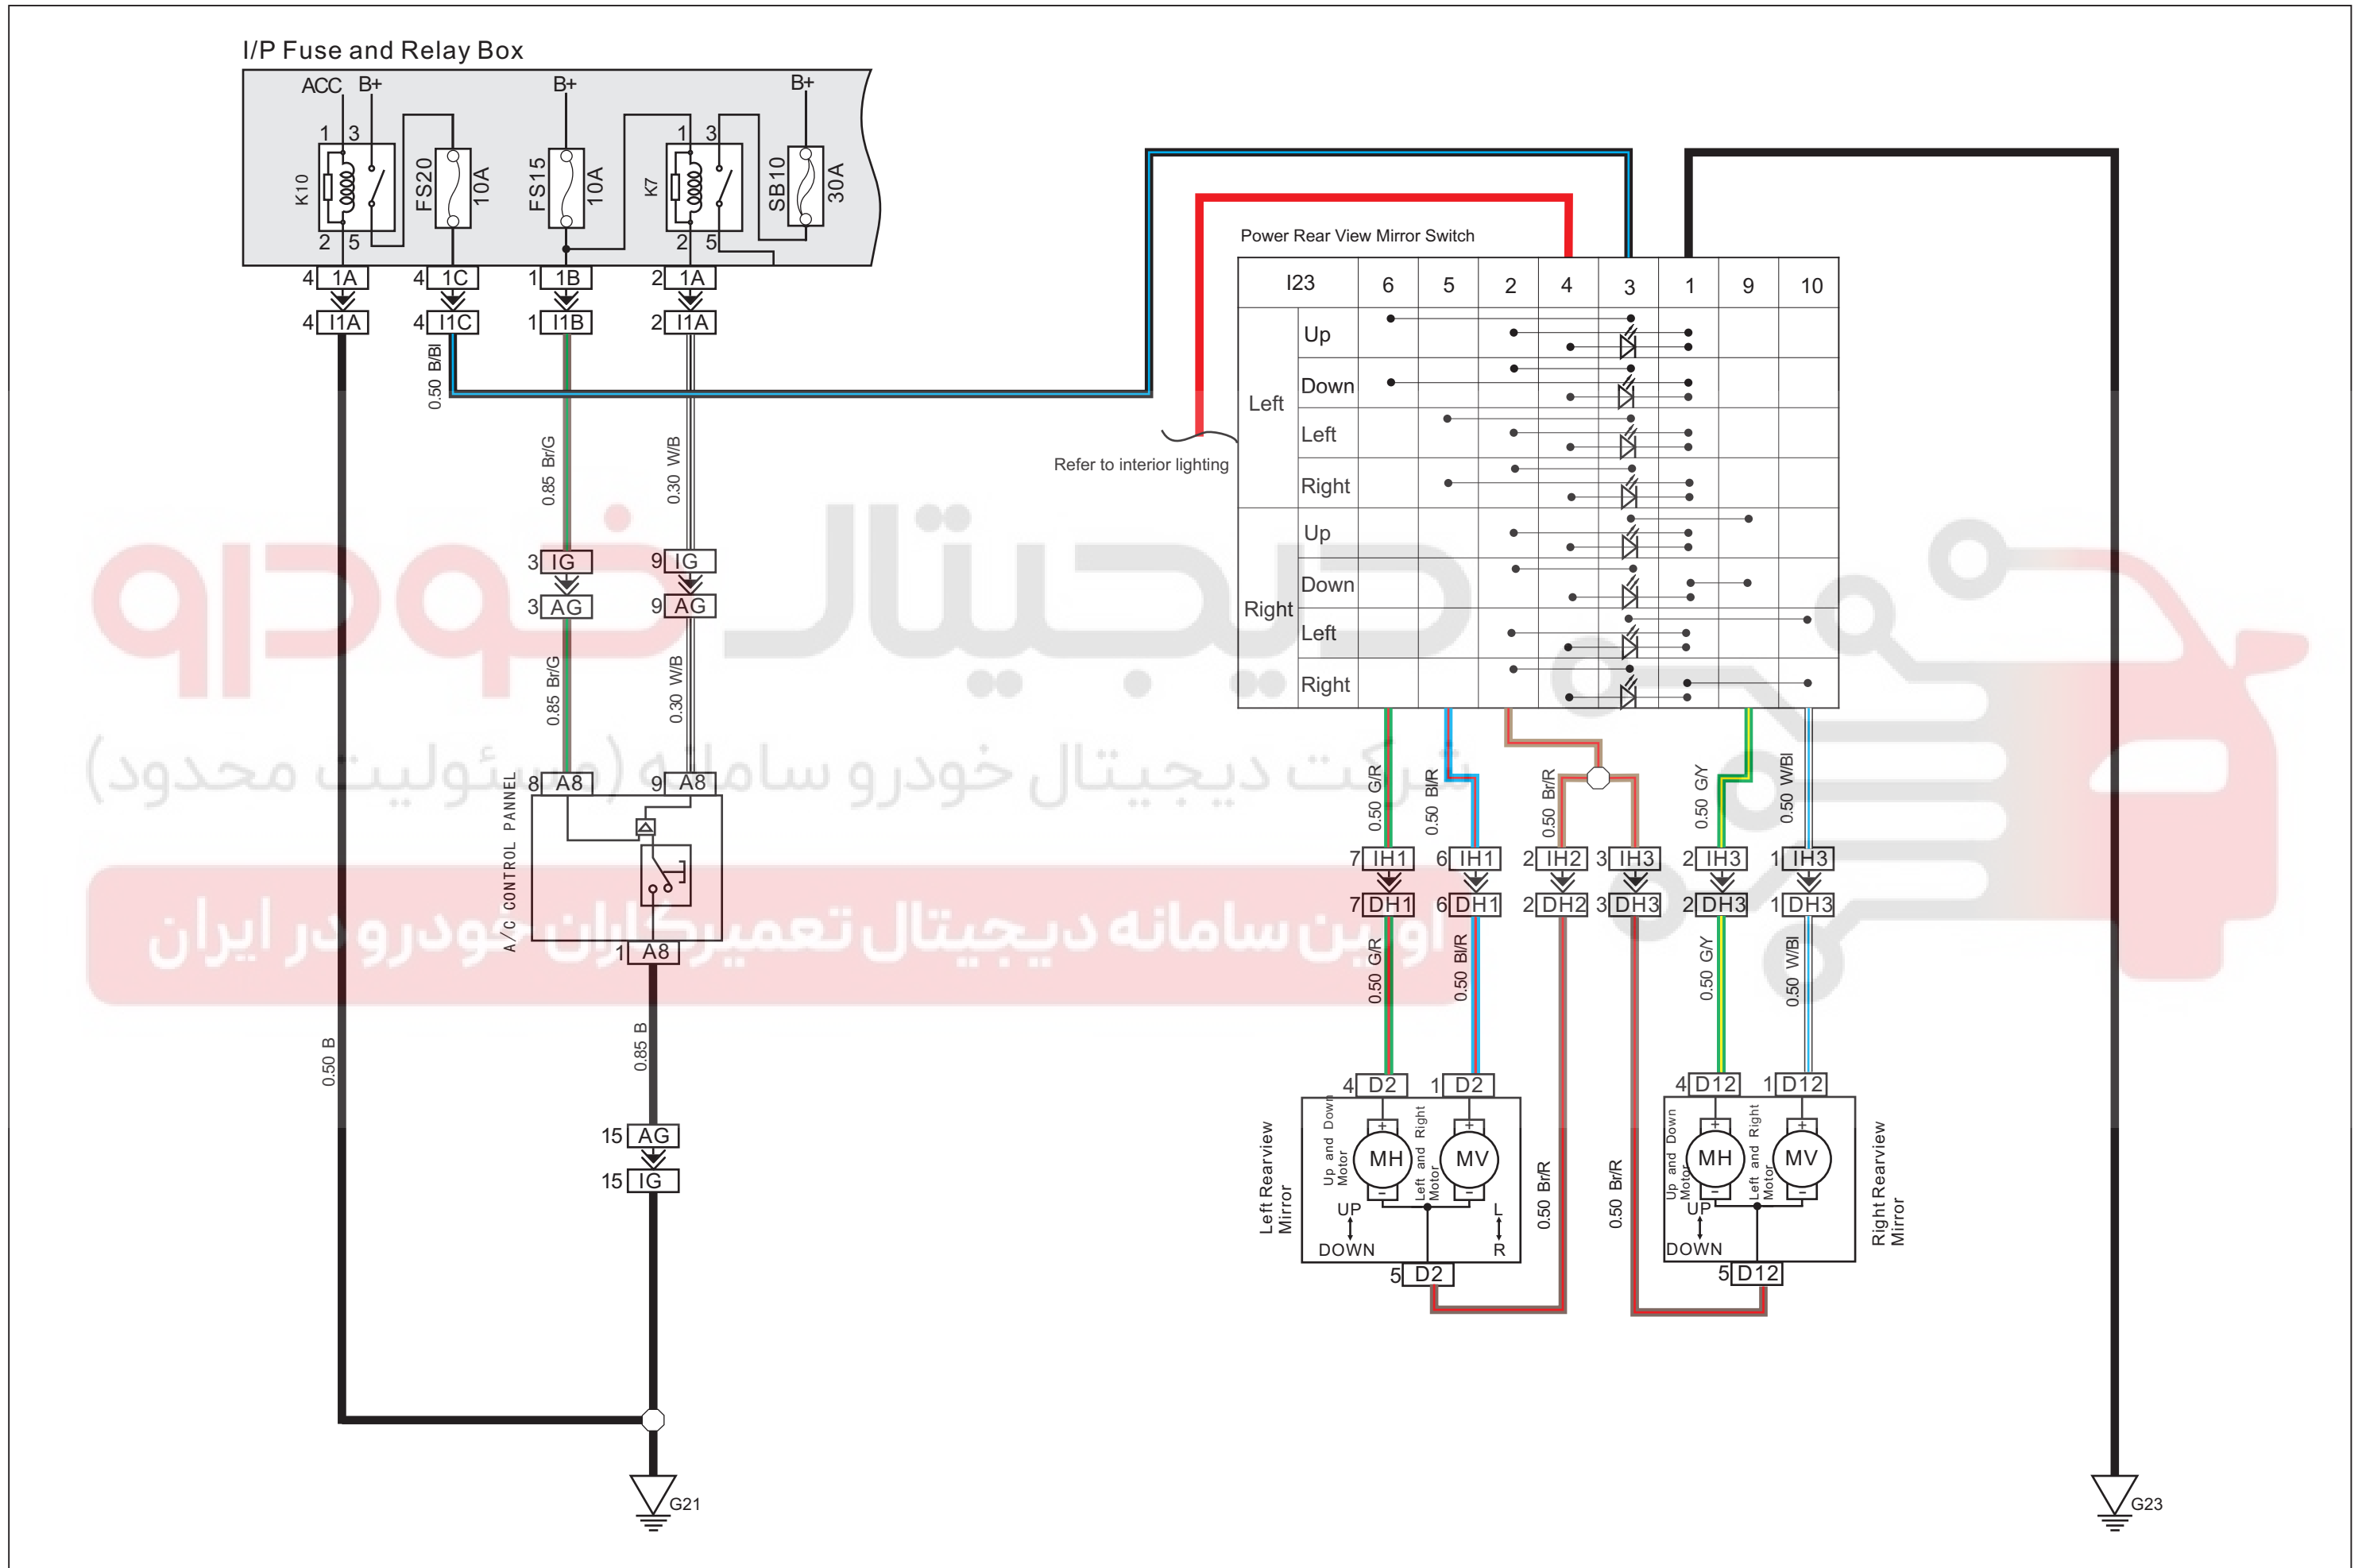 I/P Fuse and Relay Box
ACC B+ B+ B+
1 3 1 3
K10 FS20 10A FS15 10A K7 SB10 30A
2 5 2 5
4 1A 4 1C 1 1B 2 1A
4 I1A 4 I1C 1 I1B 2 I1A
0.50 B/Bl
0.85 Br/G
0.30 W/B
3 IG 9 IG
3 AG 9 AG
0.85 Br/G
0.30 W/B
8 A8 9 A8
A/C CONTROL PANNEL
1 A8
0.50 B
0.85 B
15 AG
15 IG
G21
Refer to interior lighting
Power Rear View Mirror Switch
I23 6 5 2 4 3 1 9 10
Left
Up
Down
Left
Right
Right
Up
Down
Left
Right
0.50 G/R 0.50 Bl/R 0.50 Br/R 0.50 G/Y 0.50 W/Bl
7 IH1 6 IH1 2 IH2 3 IH3 2 IH3 1 IH3
7 DH1 6 DH1 2 DH2 3 DH3 2 DH3 1 DH3
0.50 G/R 0.50 Bl/R 0.50 G/Y 0.50 W/Bl
4 D2 1 D2 4 D12 1 D12
Left Rearview
Mirror
Up and Down
Motor
+ MH -
Left and Right
Motor
+ MV -
UP
DOWN
L
R
5 D2
0.50 Br/R
0.50 Br/R
Up and Down
Motor
+ MH -
Left and Right
Motor
+ MV -
UP
DOWN
5 D12
Right Rearview
Mirror
G23
دیجیتال خودرو
شرکت دیجیتال خودرو سامانه (مسئولیت محدود)
اولین سامانه دیجیتال تعمیرکاران خودرو در ایران